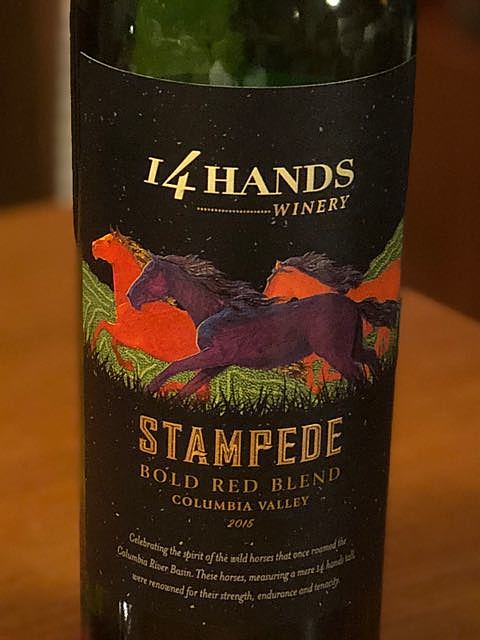 14 HANDS
WINERY
STAMPEDE
BOLD RED BLEND
COLUMBIA VALLEY
2015
Celebrating the spirit of the wild horses that once roamed the
Columbia River Basin. These horses, measuring a mere 14 hands tall,
were renowned for their strength, endurance and tenacity.